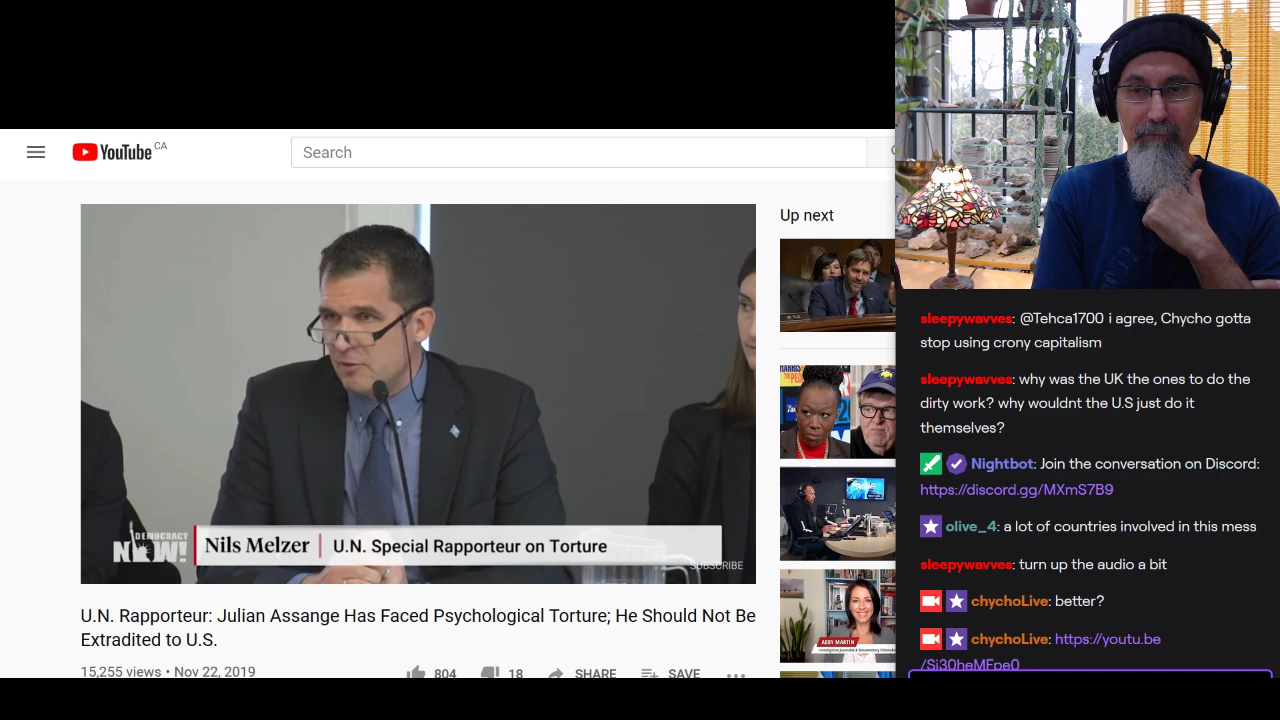 YouTube CA
Search
Up next
DEMOCRACY
NOW!
Nils Melzer | U.N. Special Rapporteur on Torture
SUBSCRIBE
U.N. Rapporteur: Julian Assange Has Faced Psychological Torture; He Should Not Be
Extradited to U.S.
15,255 views • Nov 22, 2019
804
18
SHARE
SAVE
ABBY MARTIN
sleepywavves: @Tehca1700 i agree, Chycho gotta
stop using crony capitalism
sleepywavves: why was the UK the ones to do the
dirty work? why wouldnt the U.S just do it
themselves?
Nightbot: Join the conversation on Discord:
https://discord.gg/MXmS7B9
olive_4: a lot of countries involved in this mess
sleepywavves: turn up the audio a bit
chychoLive: better?
chychoLive: https://youtu.be
/Si30heMFpe0